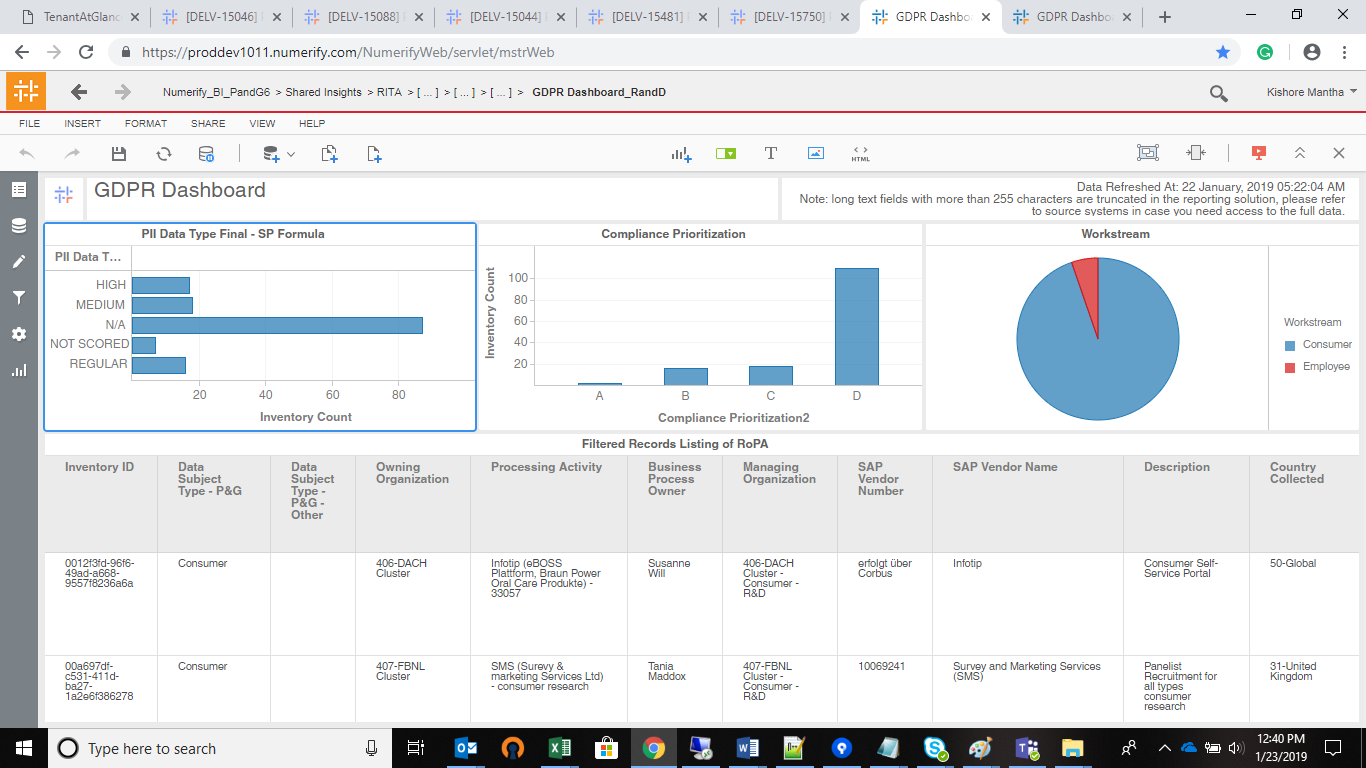 TenantAtGlanc
[DELV-15046]
[DELV-15088]
[DELV-15044]
[DELV-15481]
[DELV-15750]
GDPR Dashbo
GDPR Dashbo
https://proddev1011.numerify.com/NumerifyWeb/servlet/mstrWeb
Numerify_BI_PandG6 > Shared Insights > RITA > [ ... ] > [ ... ] > [ ... ] > GDPR Dashboard_RandD
Kishore Mantha
FILE INSERT FORMAT SHARE VIEW HELP
HTML
GDPR Dashboard
Data Refreshed At: 22 January, 2019 05:22:04 AM
Note: long text fields with more than 255 characters are truncated in the reporting solution, please refer
to source systems in case you need access to the full data.
PII Data Type Final - SP Formula
PII Data T...
HIGH
MEDIUM
N/A
NOT SCORED
REGULAR
20 40 60 80
Inventory Count
Compliance Prioritization
Inventory Count
100
80
60
40
20
A B C D
Compliance Prioritization2
Workstream
Workstream
Consumer
Employee
Filtered Records Listing of RoPA
Inventory ID
Data
Subject
Type - P&G
Data
Subject
Type -
P&G -
Other
Owning
Organization
Processing Activity
Business
Process
Owner
Managing
Organization
SAP
Vendor
Number
SAP Vendor Name
Description
Country
Collected
0012f3fd-96f6-
49ad-a668-
9557f8236a6a
Consumer
406-DACH
Cluster
Infotip (eBOSS
Plattform, Braun Power
Oral Care Produkte) -
33057
Susanne
Will
406-DACH
Cluster -
Consumer -
R&D
erfolgt über
Corbus
Infotip
Consumer Self-
Service Portal
50-Global
00a697df-
c531-411d-
ba27-
1a2e6f386278
Consumer
407-FBNL
Cluster
SMS (Surevy &
marketing Services Ltd)
- consumer research
Tania
Maddox
407-FBNL
Cluster -
Consumer -
R&D
10069241
Survey and Marketing Services
(SMS)
Panelist
Recruitment for
all types
consumer
research
31-United
Kingdom
Type here to search
12:40 PM
1/23/2019